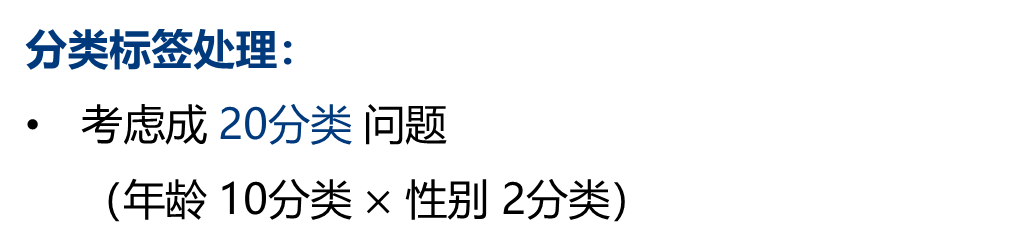 分类标签处理：
• 考虑成 20分类 问题
（年龄 10分类 × 性别 2分类）